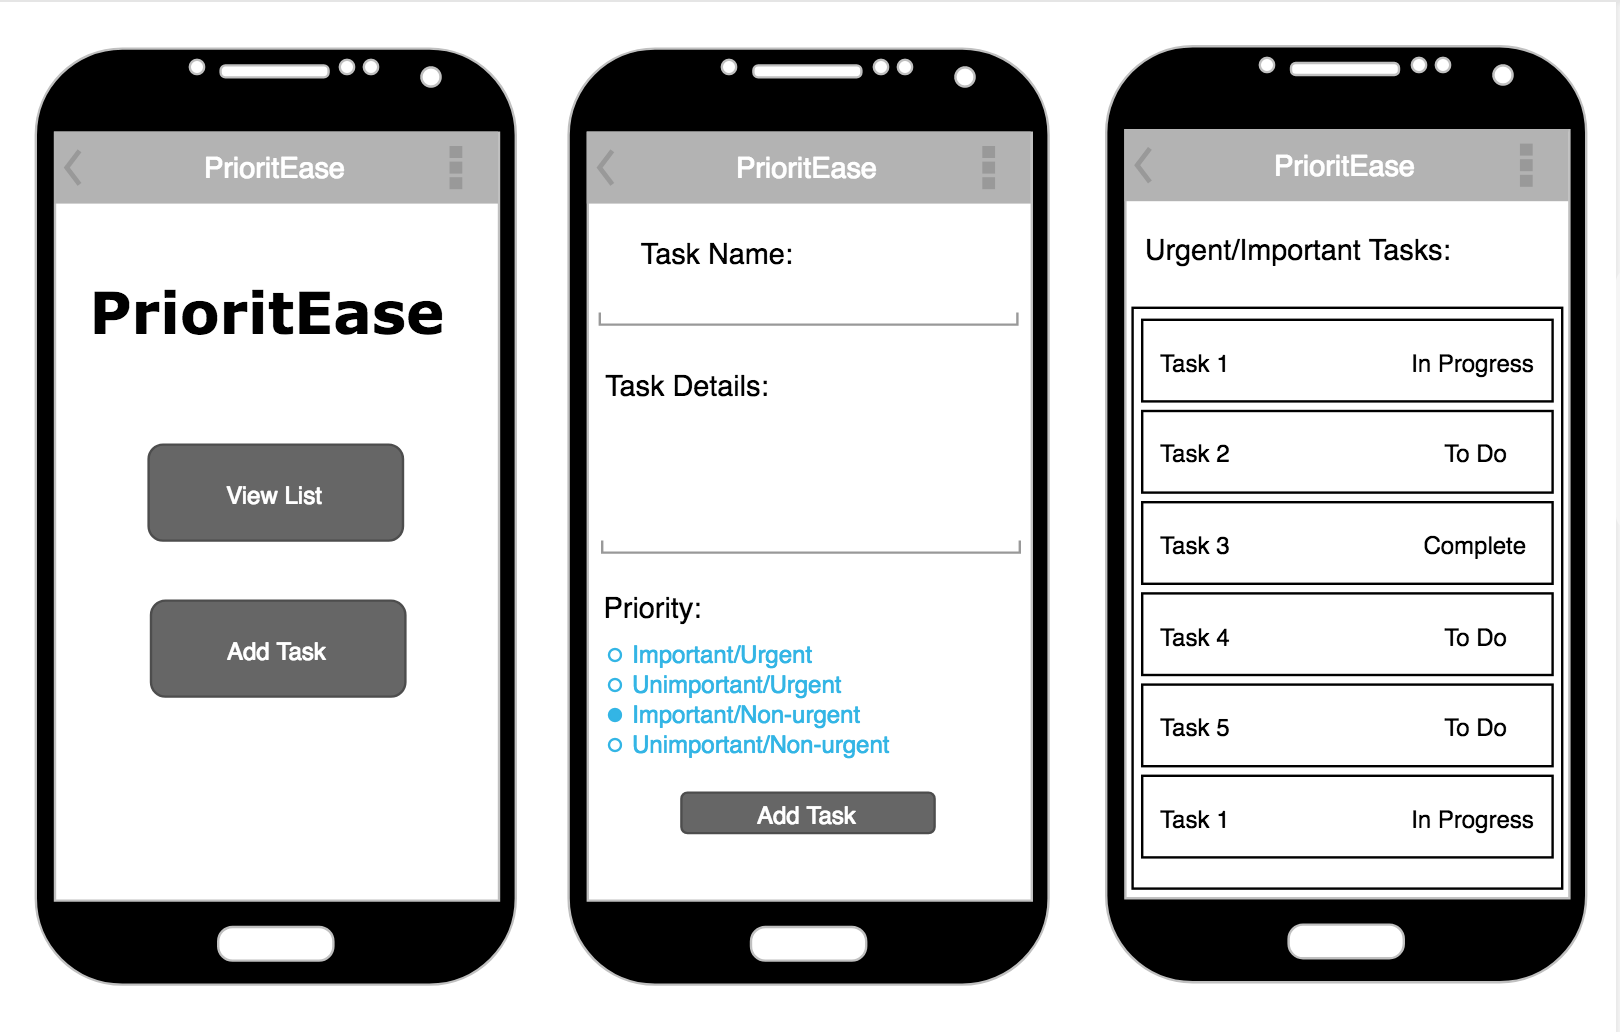 PrioritEase
PrioritEase
View List
Add Task
PrioritEase
Task Name:
Task Details:
Priority:
Important/Urgent
Unimportant/Urgent
Important/Non-urgent
Unimportant/Non-urgent
Add Task
PrioritEase
Urgent/Important Tasks:
Task 1 In Progress
Task 2 To Do
Task 3 Complete
Task 4 To Do
Task 5 To Do
Task 1 In Progress